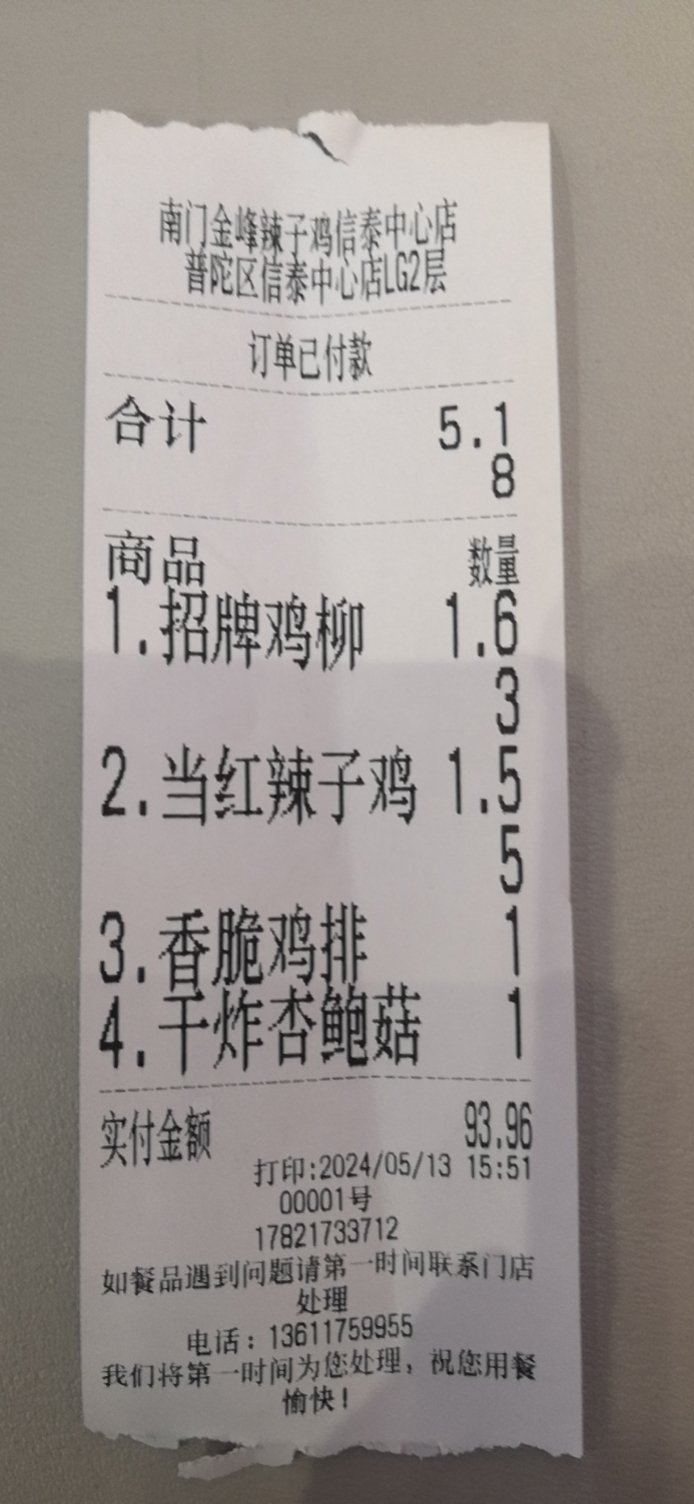 南门金峰辣子鸡信泰中心店
普陀区信泰中心店LG2层
订单已付款
合计 5.1
8
商品 数量
1.招牌鸡柳 1.6
3
2.当红辣子鸡 1.5
5
3.香脆鸡排 1
4.干炸杏鲍菇 1
实付金额 93.96
打印:2024/05/13 15:51
00001号
17821733712
如餐品遇到问题请第一时间联系门店
处理
电话：13611759955
我们将第一时间为您处理，祝您用餐
愉快！